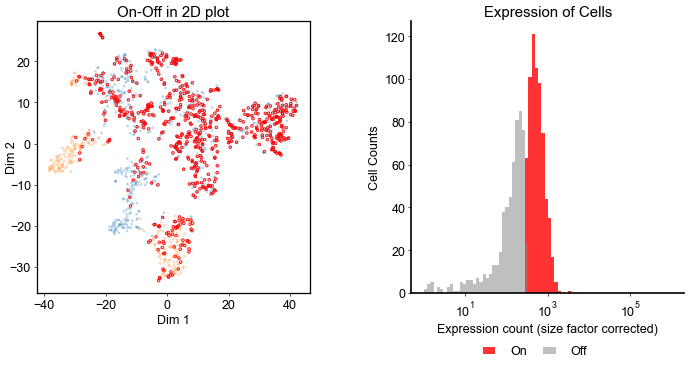 On-Off in 2D plot
Dim 2
20
10
0
−10
−20
−30
−40
−20
0
20
40
Dim 1
Expression of Cells
Cell Counts
120
100
80
60
40
20
0
10^1
10^3
10^5
Expression count (size factor corrected)
On
Off